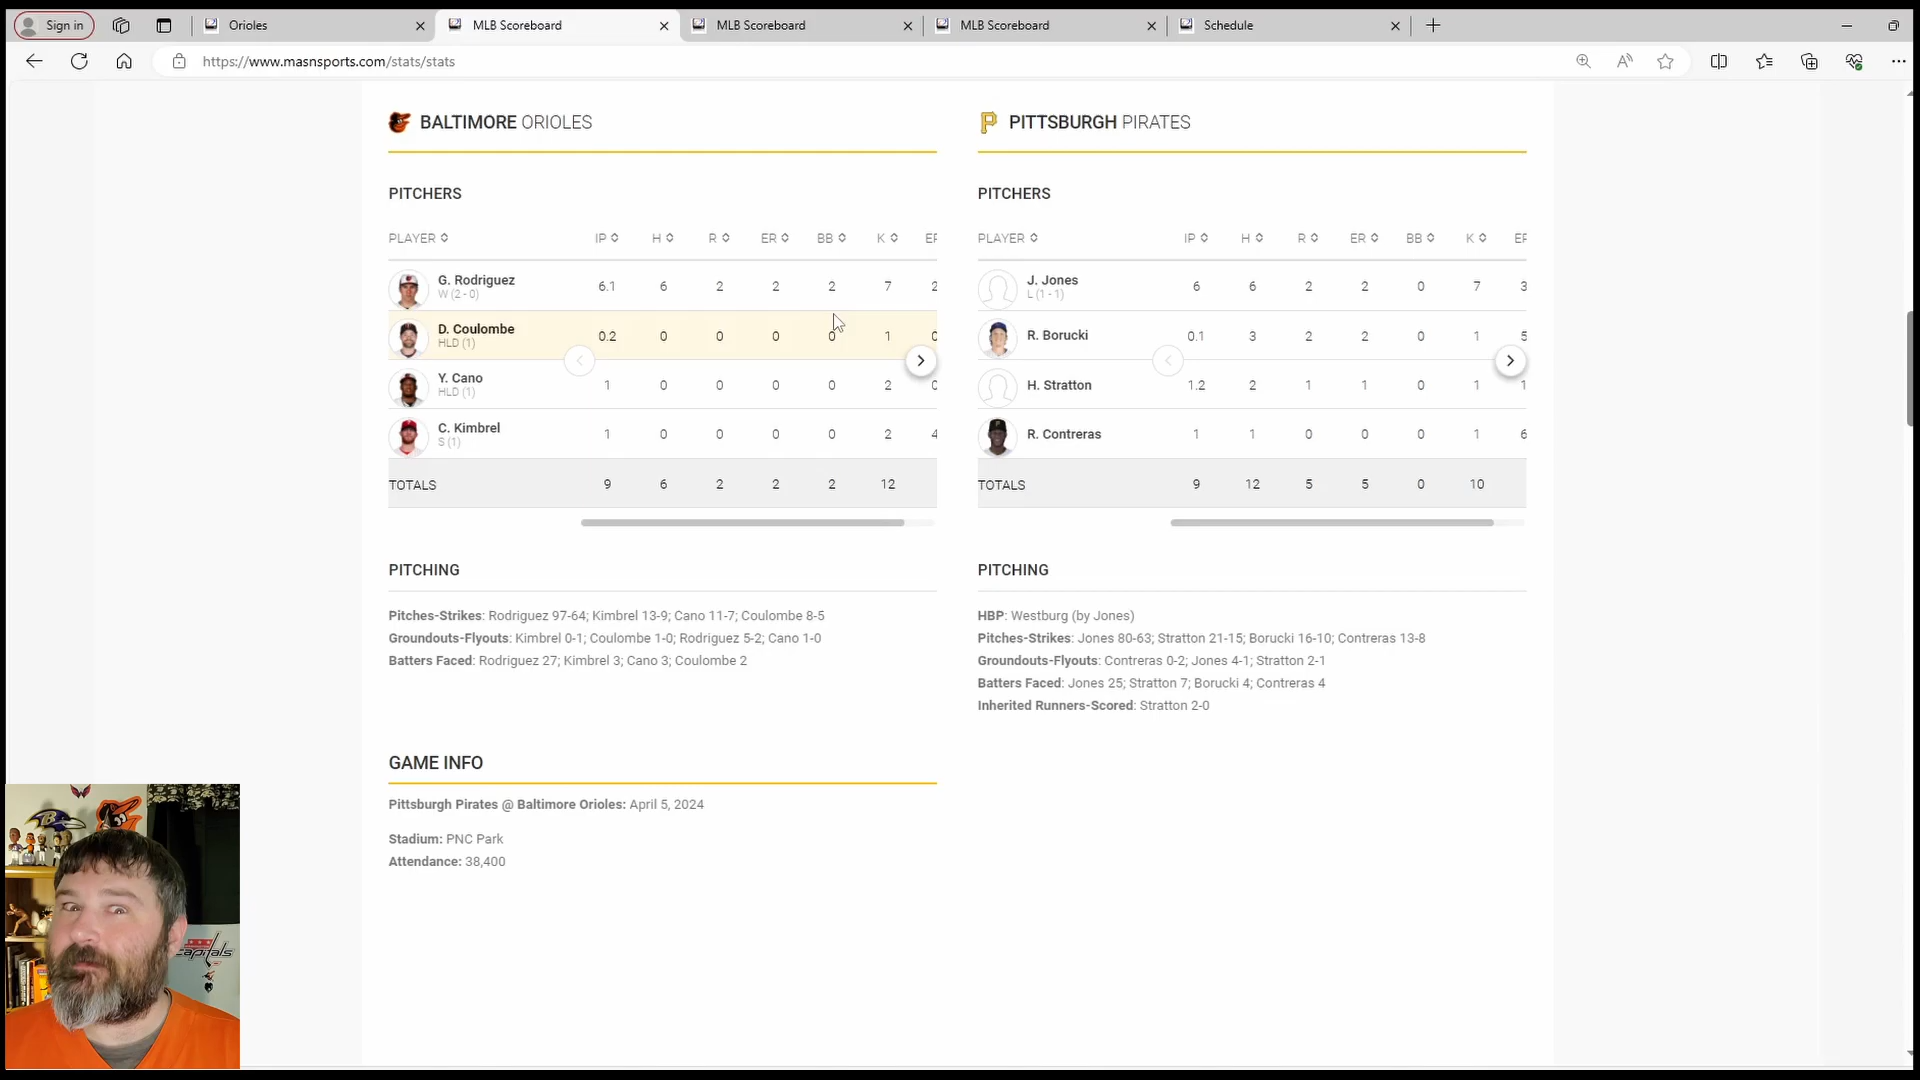 Sign in
Orioles
MLB Scoreboard
MLB Scoreboard
MLB Scoreboard
Schedule
https://www.masnsports.com/stats/stats
BALTIMORE ORIOLES
PITCHERS
PLAYER IP H R ER BB K
G. Rodriguez 6.1 6 2 2 2 7 2
W (2 - 0)
D. Coulombe 0.2 0 0 0 0 1 0
HLD (1)
Y. Cano 1 0 0 0 0 2 0
HLD (1)
C. Kimbrel 1 0 0 0 0 2 4
S (1)
TOTALS 9 6 2 2 2 12
PITCHING
Pitches-Strikes: Rodriguez 97-64; Kimbrel 13-9; Cano 11-7; Coulombe 8-5
Groundouts-Flyouts: Kimbrel 0-1; Coulombe 1-0; Rodriguez 5-2; Cano 1-0
Batters Faced: Rodriguez 27; Kimbrel 3; Cano 3; Coulombe 2
PITTSBURGH PIRATES
PITCHERS
PLAYER IP H R ER BB K
J. Jones 6 6 2 2 0 7 3
L (1 - 1)
R. Borucki 0.1 3 2 2 0 1 5
H. Stratton 1.2 2 1 1 0 1 1
R. Contreras 1 1 0 0 0 1 6
TOTALS 9 12 5 5 0 10
PITCHING
HBP: Westburg (by Jones)
Pitches-Strikes: Jones 80-63; Stratton 21-15; Borucki 16-10; Contreras 13-8
Groundouts-Flyouts: Contreras 0-2; Jones 4-1; Stratton 2-1
Batters Faced: Jones 25; Stratton 7; Borucki 4; Contreras 4
Inherited Runners-Scored: Stratton 2-0
GAME INFO
Pittsburgh Pirates @ Baltimore Orioles: April 5, 2024
Stadium: PNC Park
Attendance: 38,400
capitals